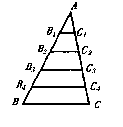 A
B₁ C₁
B₂ C₂
B₃ C₃
B₄ C₄
B C